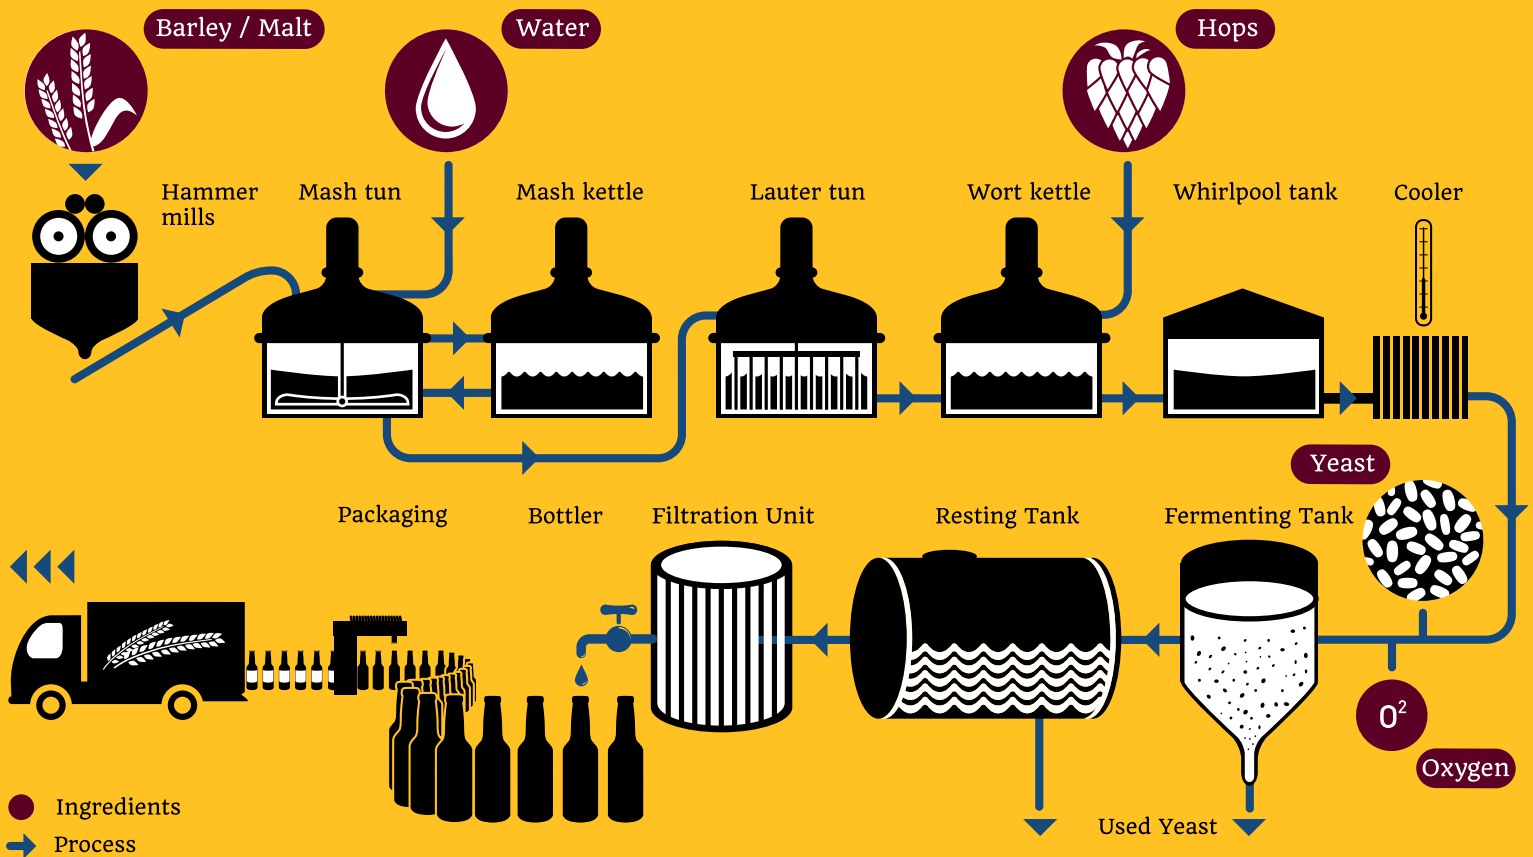 Barley / Malt
Water
Hops
Hammer
mills
Mash tun
Mash kettle
Lauter tun
Wort kettle
Whirlpool tank
Cooler
Yeast
Packaging
Bottler
Filtration Unit
Resting Tank
Fermenting Tank
O²
Oxygen
Used Yeast
Ingredients
Process